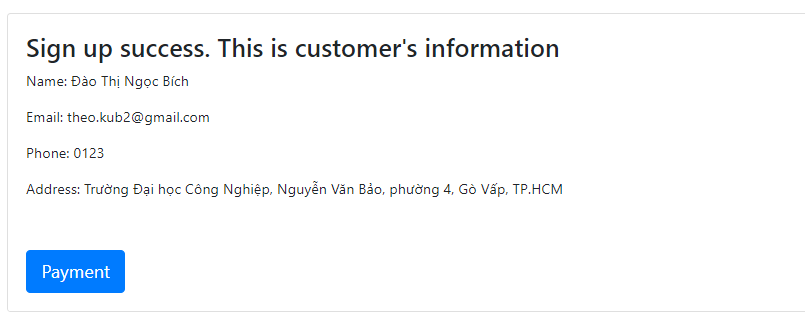 Sign up success. This is customer's information
Name: Đào Thị Ngọc Bích
Email: theo.kub2@gmail.com
Phone: 0123
Address: Trường Đại học Công Nghiệp, Nguyễn Văn Bảo, phường 4, Gò Vấp, TP.HCM
Payment